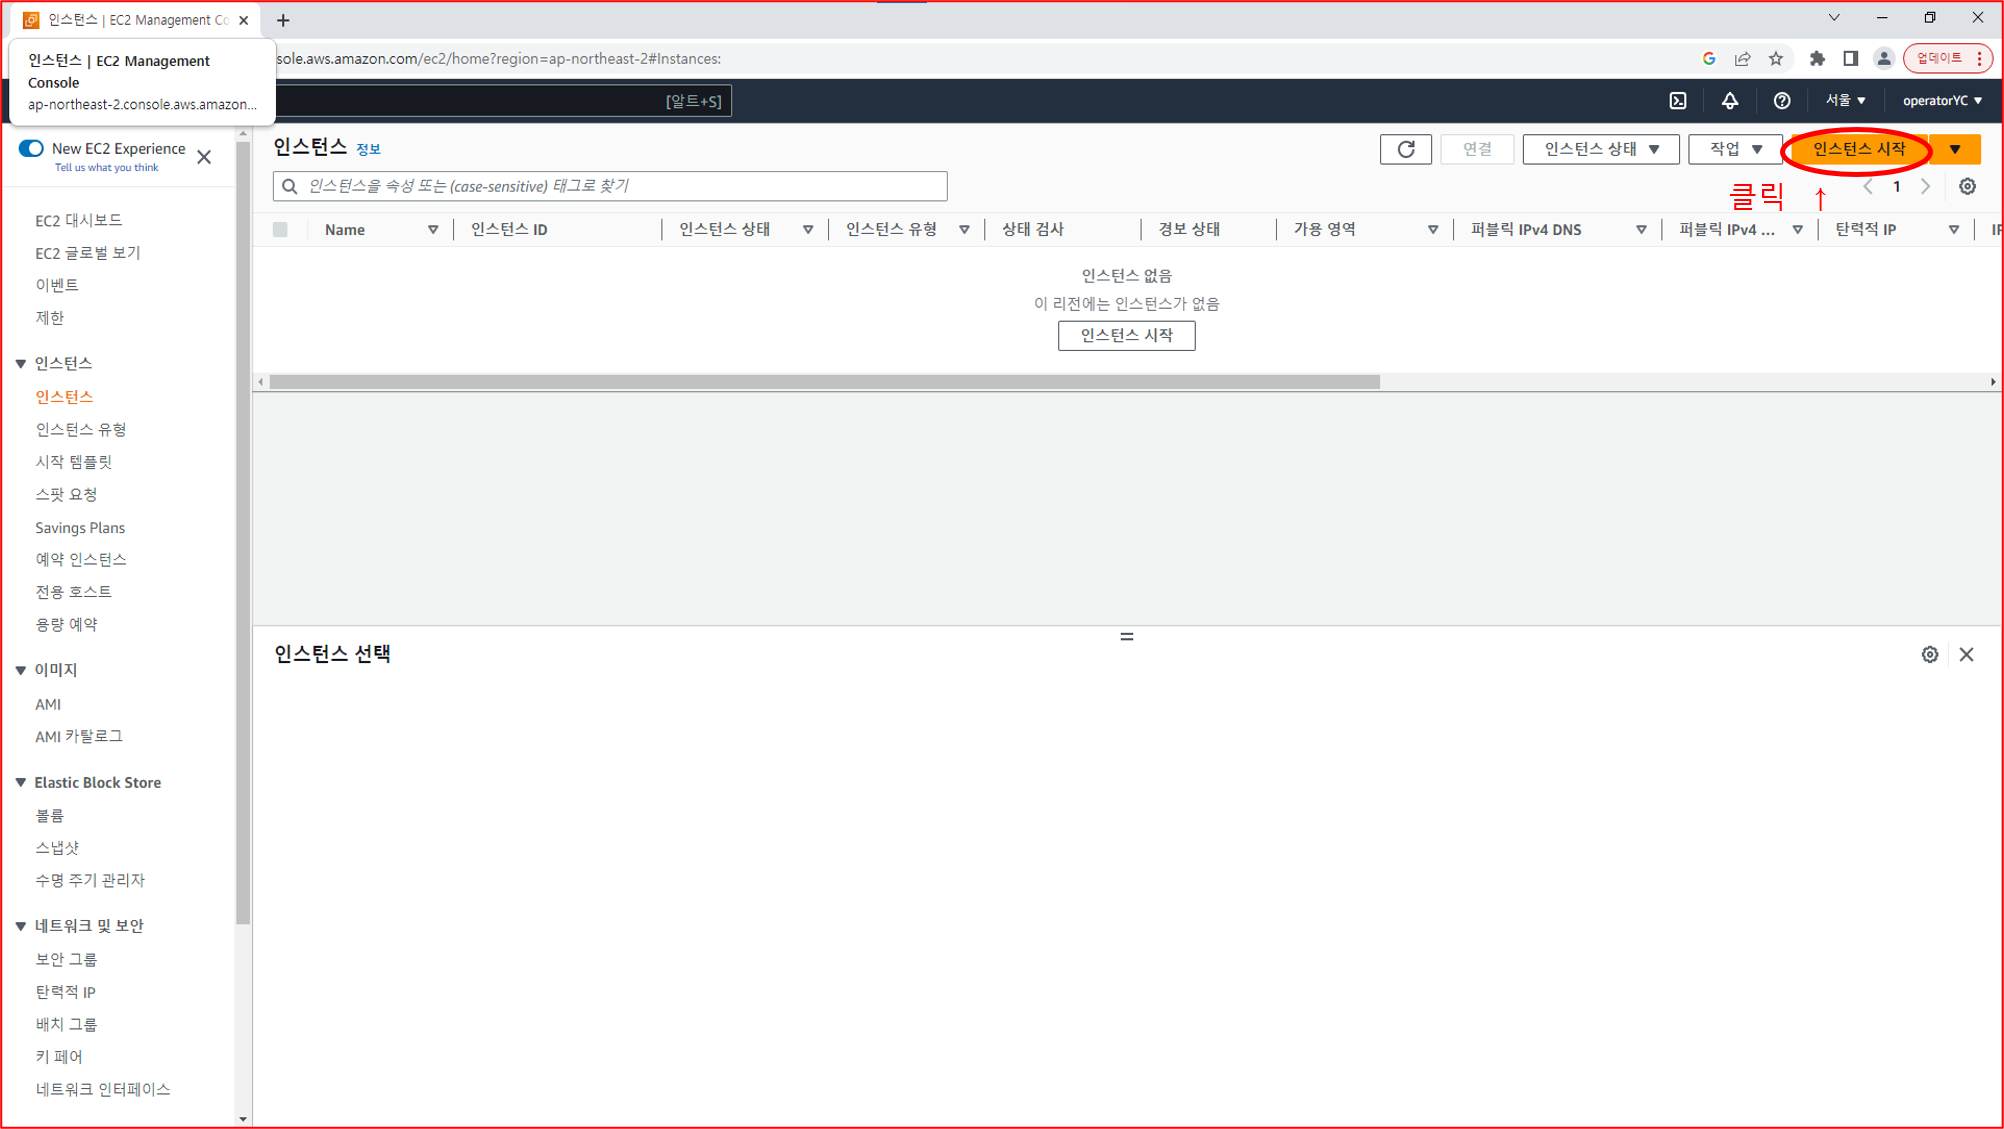 인스턴스 | EC2 Management Co
인스턴스 | EC2 Management
Console
ap-northeast-2.console.aws.amazon...
sole.aws.amazon.com/ec2/home?region=ap-northeast-2#Instances:
업데이트
[알트+S]
서울 ▼
operatorYC ▼
New EC2 Experience
Tell us what you think
EC2 대시보드
EC2 글로벌 보기
이벤트
제한
▼ 인스턴스
인스턴스
인스턴스 유형
시작 템플릿
스팟 요청
Savings Plans
예약 인스턴스
전용 호스트
용량 예약
▼ 이미지
AMI
AMI 카탈로그
▼ Elastic Block Store
볼륨
스냅샷
수명 주기 관리자
▼ 네트워크 및 보안
보안 그룹
탄력적 IP
배치 그룹
키 페어
네트워크 인터페이스
인스턴스 정보
연결
인스턴스 상태 ▼
작업 ▼
인스턴스 시작
▼
인스턴스을 속성 또는 (case-sensitive) 태그로 찾기
클릭 ↑
1
Name
인스턴스 ID
인스턴스 상태
인스턴스 유형
상태 검사
경보 상태
가용 영역
퍼블릭 IPv4 DNS
퍼블릭 IPv4 ...
탄력적 IP
인스턴스 없음
이 리전에는 인스턴스가 없음
인스턴스 시작
인스턴스 선택